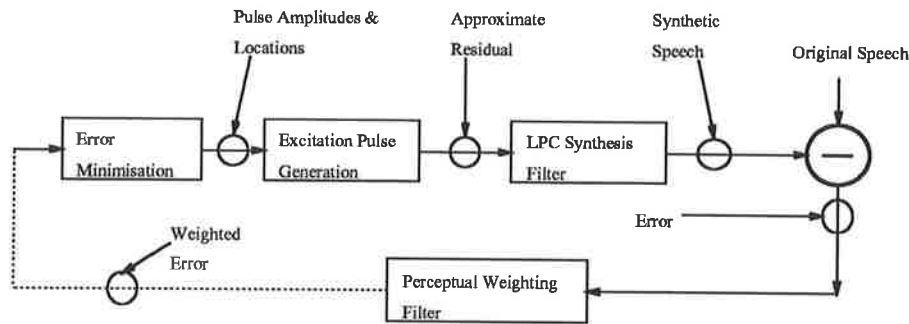 Pulse Amplitudes &
Locations
Approximate
Residual
Synthetic
Speech
Original Speech
Error
Minimisation
Excitation Pulse
Generation
LPC Synthesis
Filter
Error
Weighted
Error
Perceptual Weighting
Filter